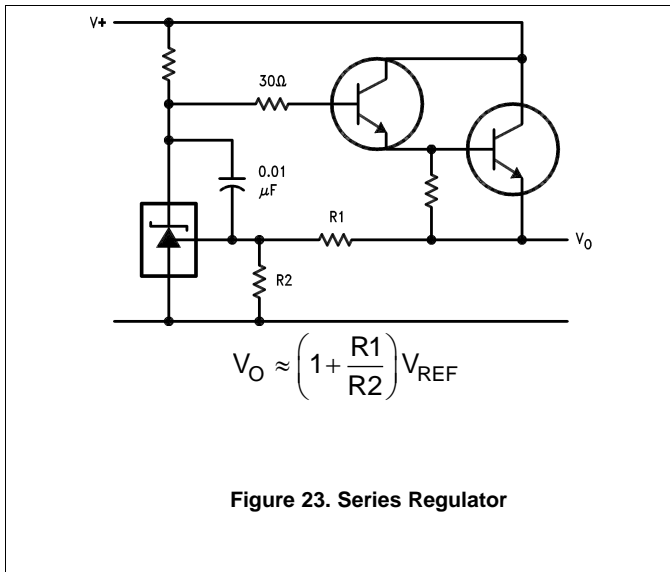 V+
30Ω
0.01
μF
R1
V_O
R2
V_O ≈ (1 + R1/R2) V_REF
Figure 23. Series Regulator